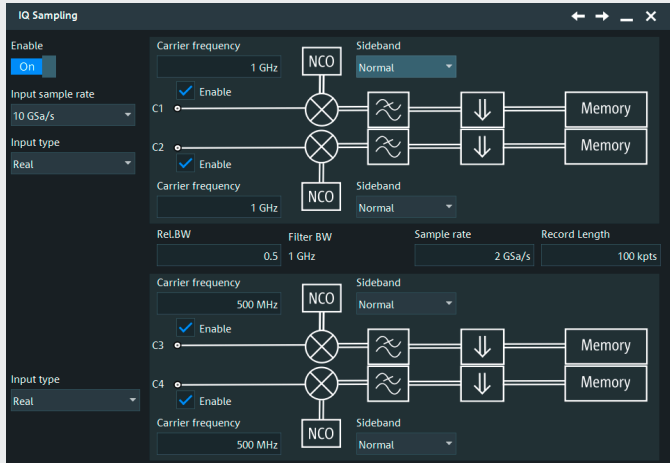 IQ Sampling
Enable
On
Input sample rate
10 GSa/s
Input type
Real
Carrier frequency
1 GHz
NCO
Sideband
Normal
Enable
C1
Memory
C2
Memory
Enable
Carrier frequency
1 GHz
NCO
Sideband
Normal
Rel.BW
0.5
Filter BW
1 GHz
Sample rate
2 GSa/s
Record Length
100 kpts
Carrier frequency
500 MHz
NCO
Sideband
Normal
Enable
C3
Memory
Input type
Real
C4
Memory
Enable
Carrier frequency
500 MHz
NCO
Sideband
Normal